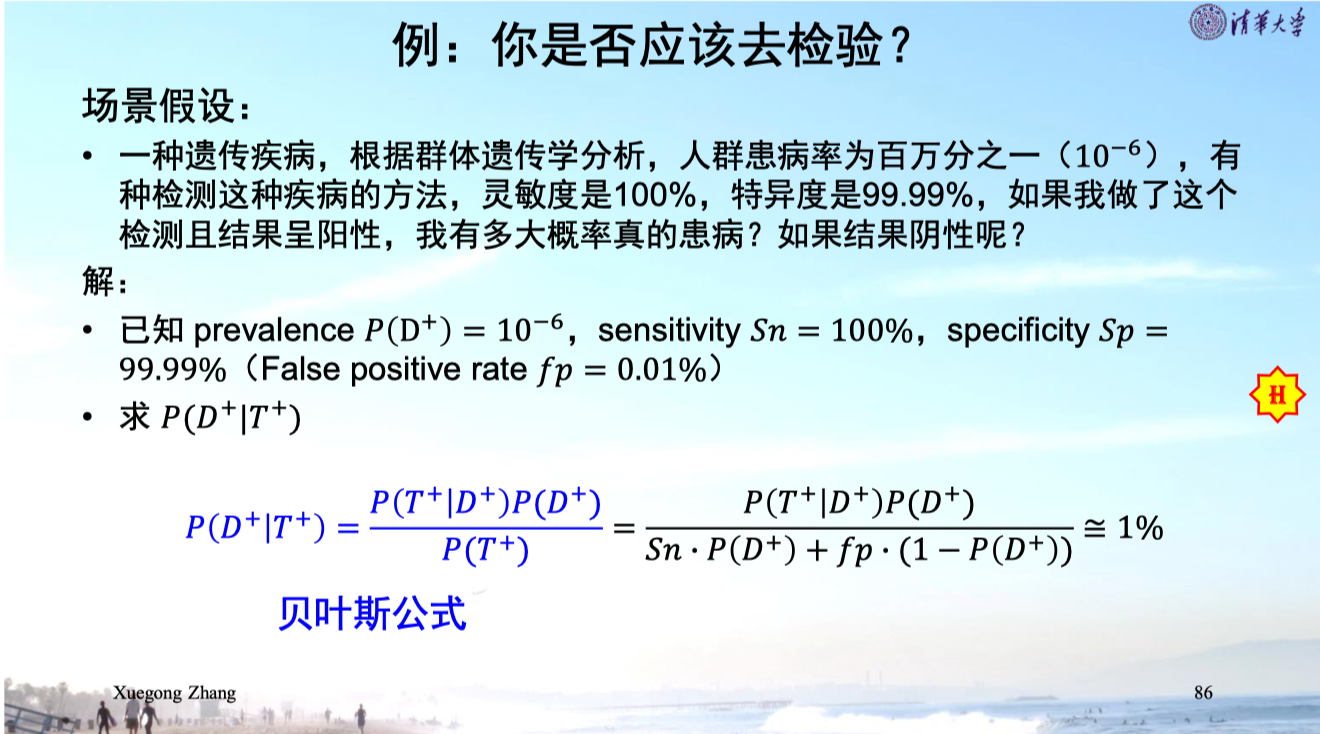 清华大学
例：你是否应该去检验？
场景假设：
• 一种遗传疾病，根据群体遗传学分析，人群患病率为百万分之一（10⁻⁶），有
种检测这种疾病的方法，灵敏度是100%，特异度是99.99%，如果我做了这个
检测且结果呈阳性，我有多大概率真的患病？如果结果阴性呢？
解：
• 已知 prevalence P(D⁺) = 10⁻⁶，sensitivity Sn = 100%，specificity Sp =
99.99%（False positive rate fp = 0.01%）
• 求 P(D⁺|T⁺)
H
P(D⁺|T⁺) = P(T⁺|D⁺)P(D⁺) / P(T⁺) = P(T⁺|D⁺)P(D⁺) / Sn · P(D⁺) + fp · (1 − P(D⁺)) ≅ 1%
贝叶斯公式
Xuegong Zhang
86